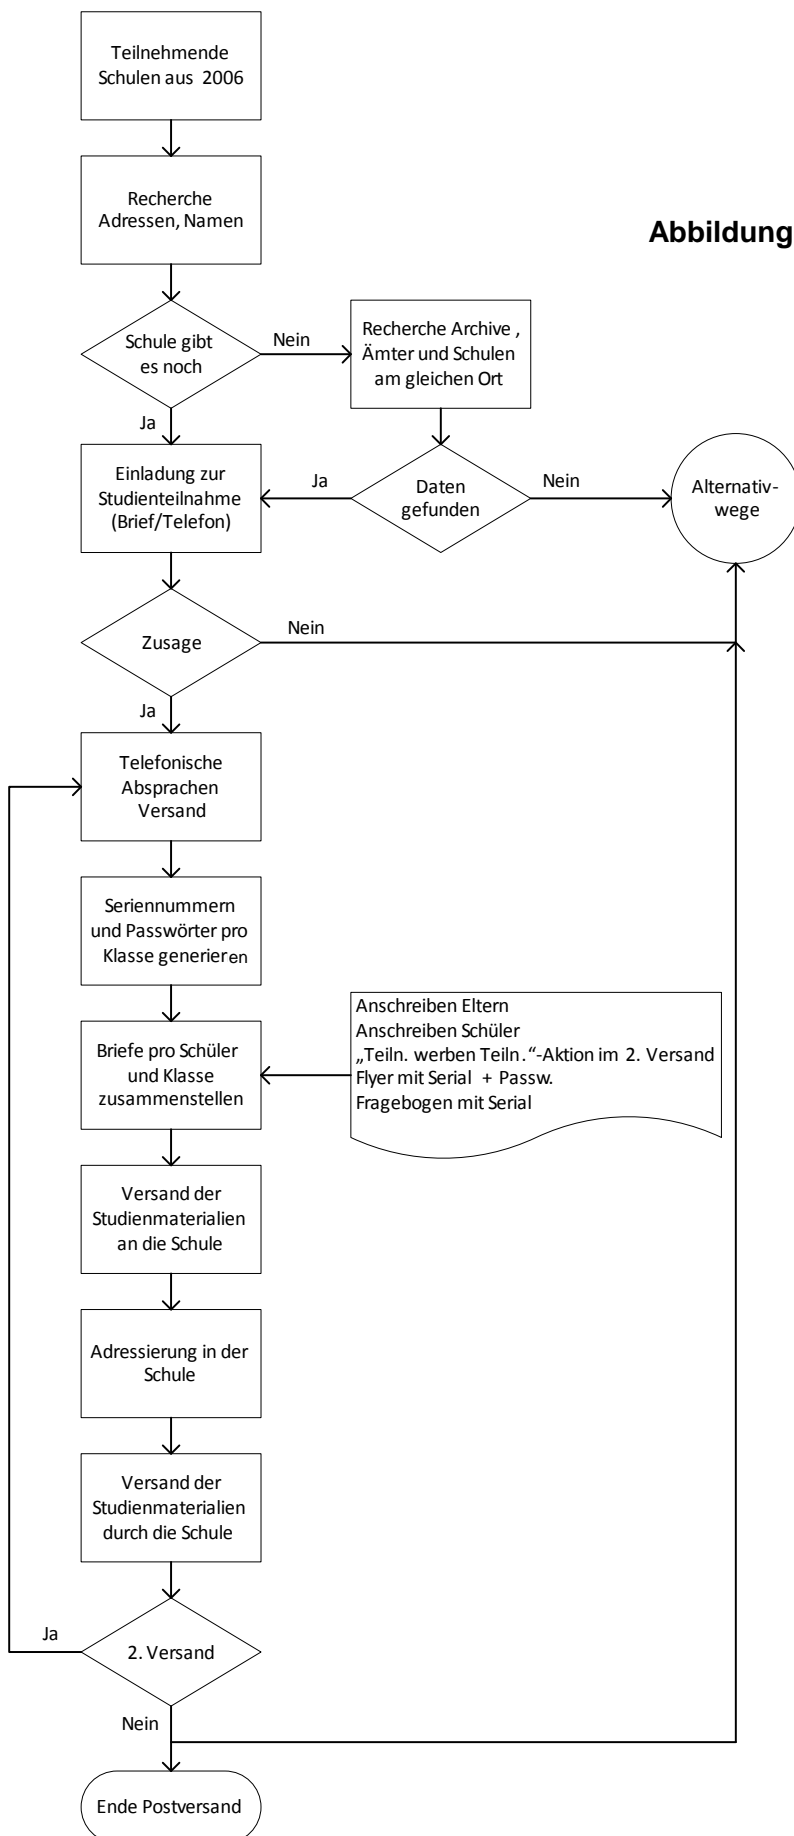 Teilnehmende
Schulen aus 2006
Recherche
Adressen, Namen
Abbildung
Schule gibt
es noch
Nein
Recherche Archive ,
Ämter und Schulen
am gleichen Ort
Ja
Einladung zur
Studienteilnahme
(Brief/Telefon)
Ja
Daten
gefunden
Nein
Alternativ-
wege
Zusage
Nein
Ja
Telefonische
Absprachen
Versand
Seriennummern
und Passwörter pro
Klasse generieren
Briefe pro Schüler
und Klasse
zusammenstellen
Anschreiben Eltern
Anschreiben Schüler
„Teiln. werben Teiln.“-Aktion im 2. Versand
Flyer mit Serial + Passw.
Fragebogen mit Serial
Versand der
Studienmaterialien
an die Schule
Adressierung in der
Schule
Versand der
Studienmaterialien
durch die Schule
Ja
2. Versand
Nein
Ende Postversand